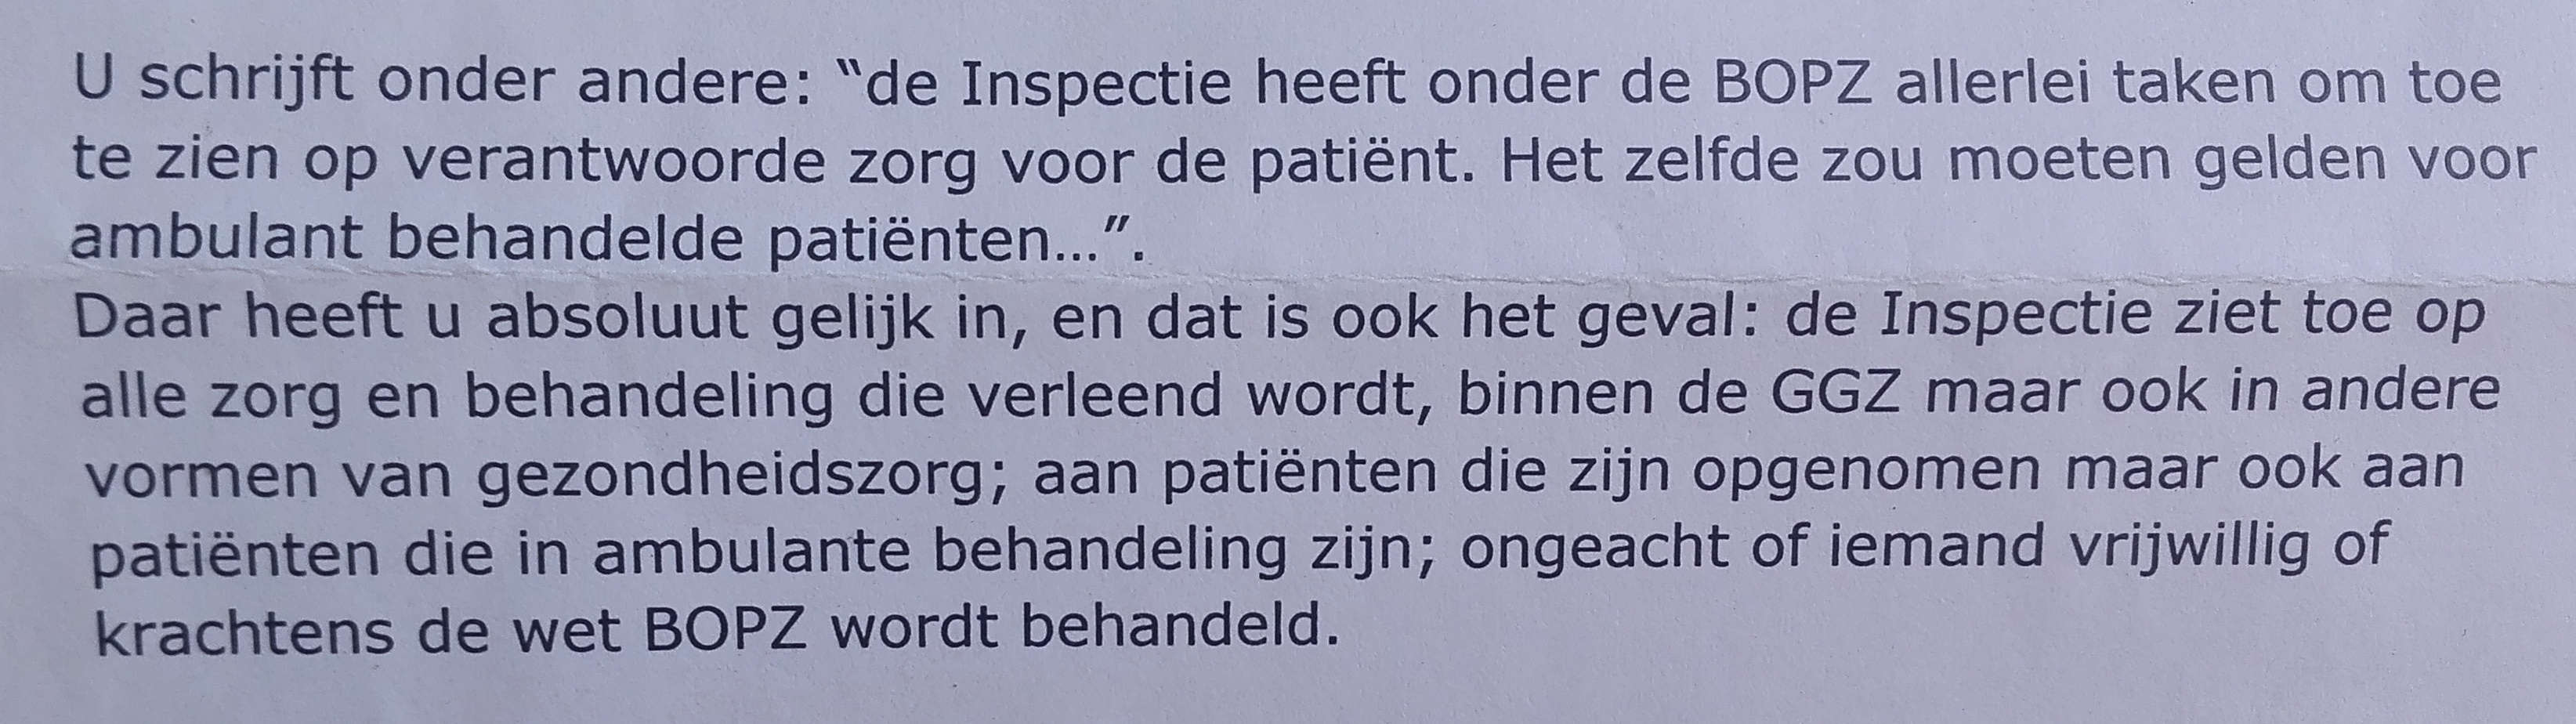 U schrijft onder andere: “de Inspectie heeft onder de BOPZ allerlei taken om toe
te zien op verantwoorde zorg voor de patiënt. Het zelfde zou moeten gelden voor
ambulant behandelde patiënten...”.
Daar heeft u absoluut gelijk in, en dat is ook het geval: de Inspectie ziet toe op
alle zorg en behandeling die verleend wordt, binnen de GGZ maar ook in andere
vormen van gezondheidszorg; aan patiënten die zijn opgenomen maar ook aan
patiënten die in ambulante behandeling zijn; ongeacht of iemand vrijwillig of
krachtens de wet BOPZ wordt behandeld.